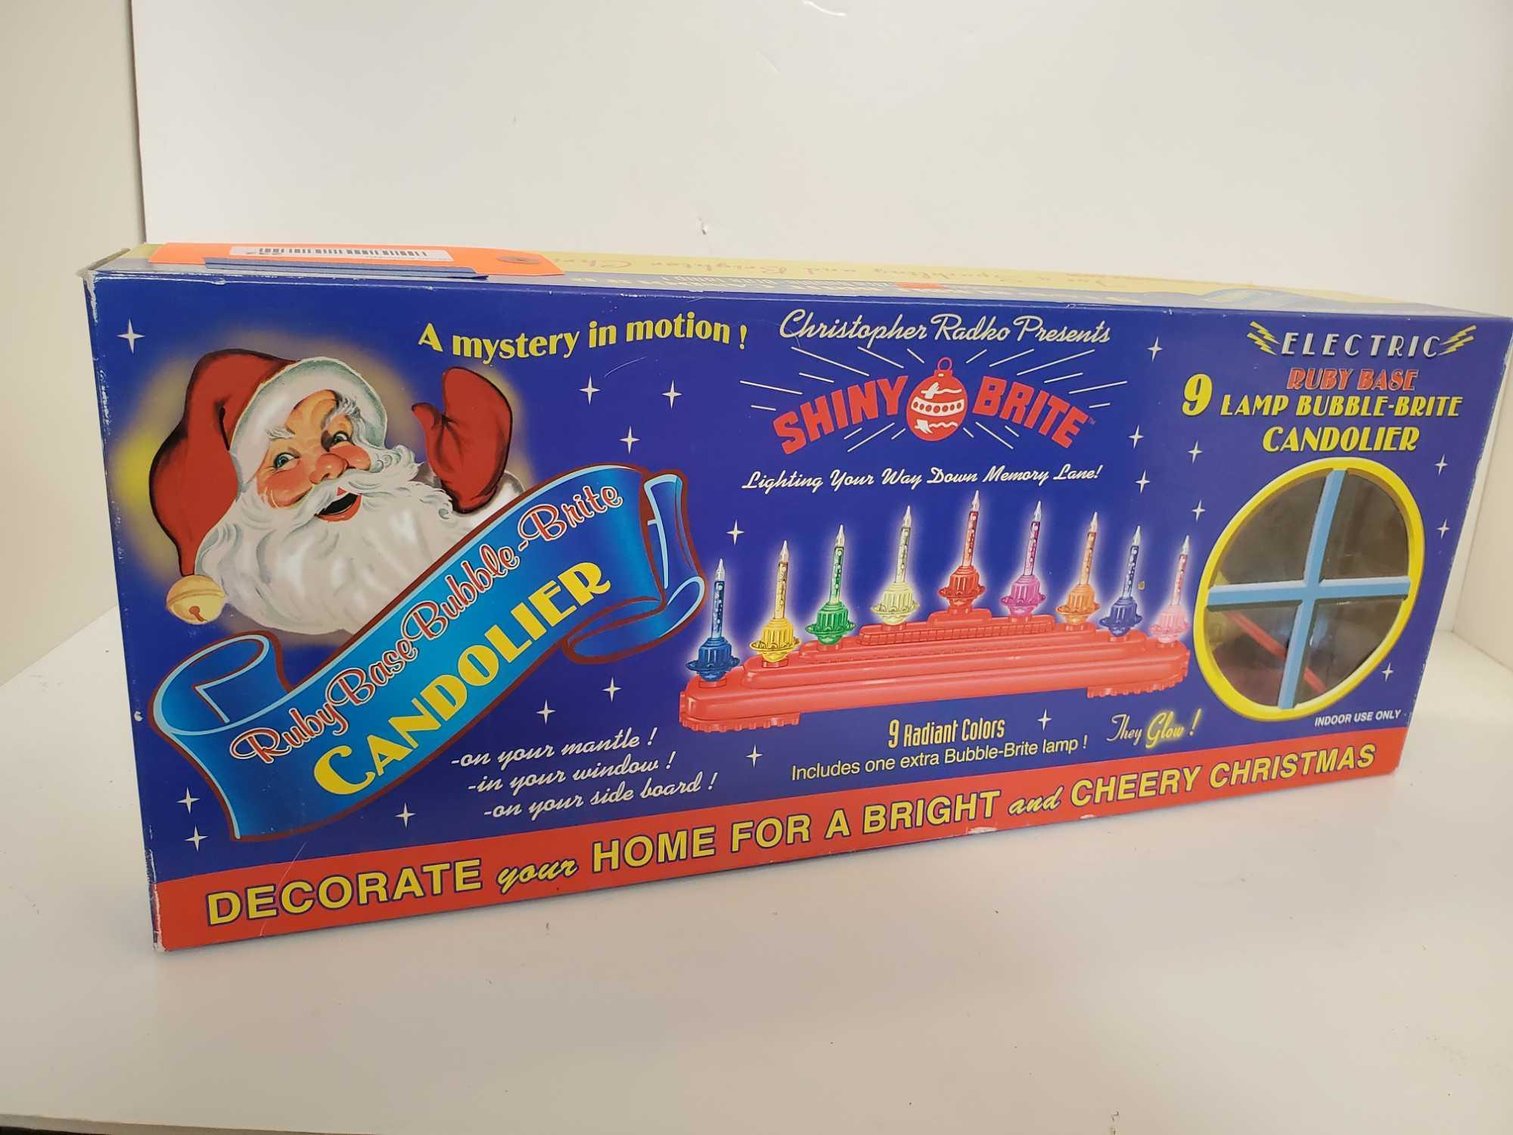 A mystery in motion!
Christopher Radko Presents
SHINY BRITE™
Lighting Your Way Down Memory Lane!
ELECTRIC
RUBY BASE
9 LAMP BUBBLE-BRITE
CANDOLIER
Ruby Base Bubble-Brite
CANDOLIER
-on your mantle!
-in your window!
-on your side board!
9 Radiant Colors
Includes one extra Bubble-Brite lamp!
They Glow!
INDOOR USE ONLY
DECORATE your HOME FOR A BRIGHT and CHEERY CHRISTMAS